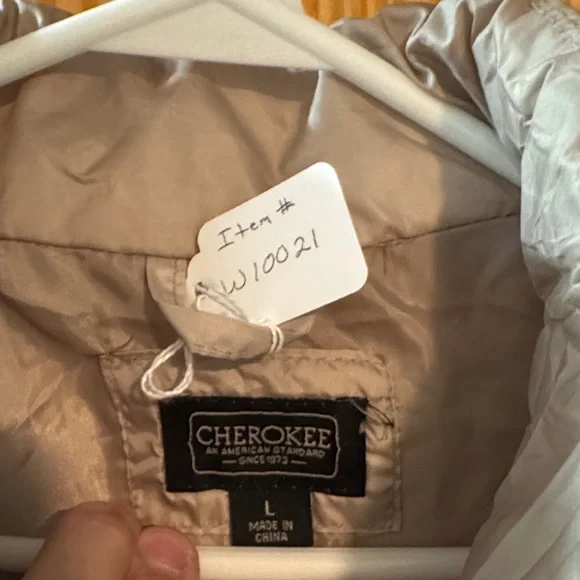 Item #
W10021
CHEROKEE
AN AMERICAN STANDARD
SINCE 1973
L
MADE IN
CHINA